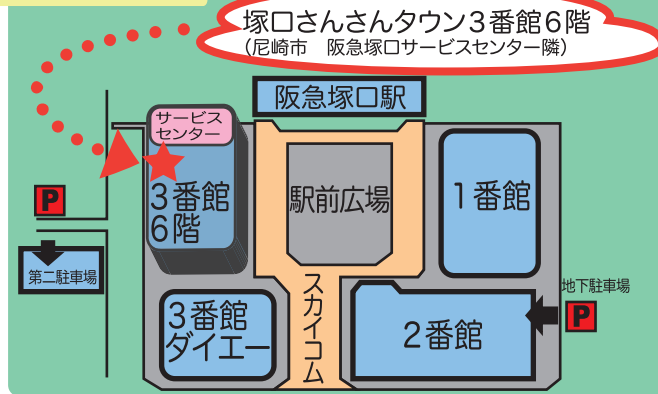 塚口さんさんタウン3番館6階
(尼崎市　阪急塚口サービスセンター隣)
阪急塚口駅
サービス
センター
3番館
6階
駅前広場
1番館
P
第二駐車場
スカイコム
地下駐車場
P
3番館
ダイエー
2番館